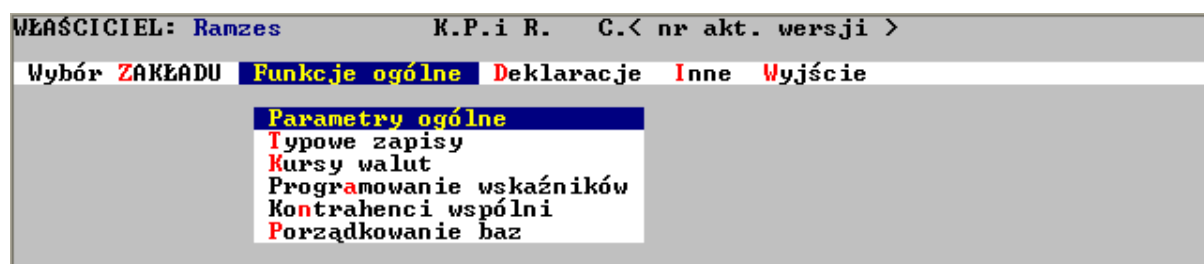 WŁAŚCICIEL: Ramzes K.P.i R. C.< nr akt. wersji >
Wybór ZAKŁADU Funkcje ogólne Deklaracje Inne Wyjście
Parametry ogólne
Typowe zapisy
Kursy walut
Programowanie wskaźników
Kontrahenci wspólni
Porządkowanie baz